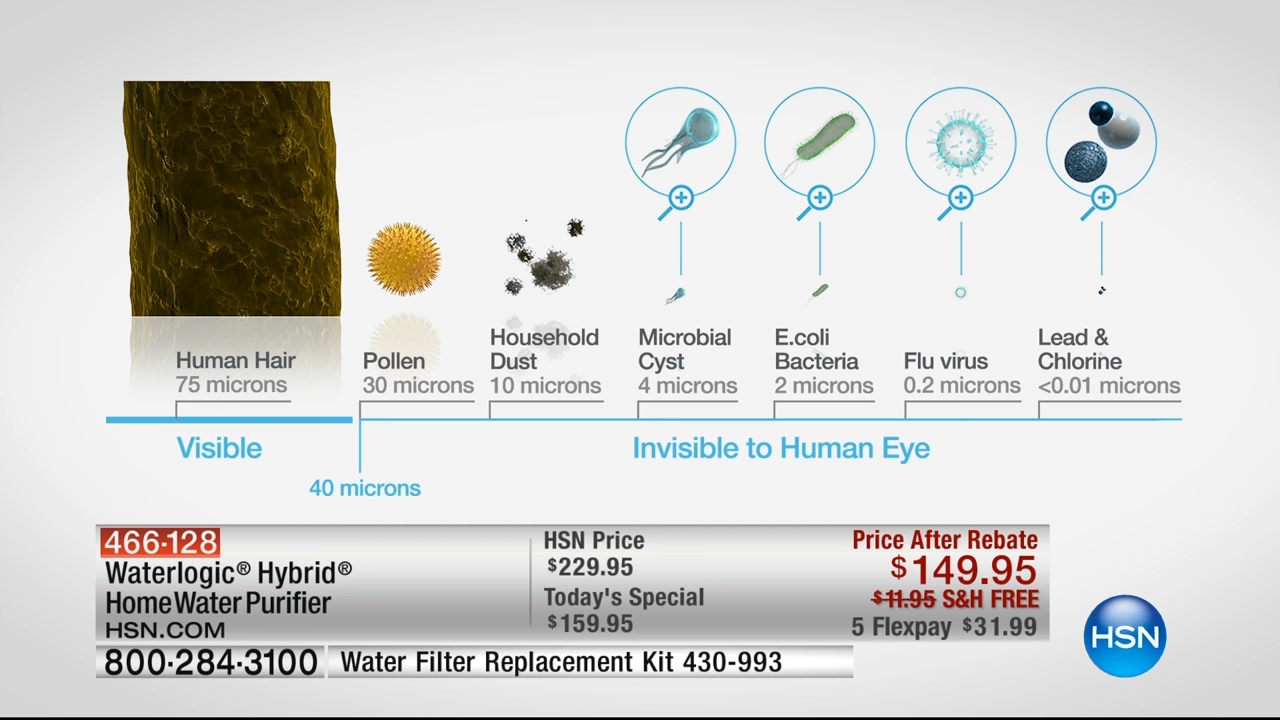 Human Hair
75 microns
Pollen
30 microns
Household
Dust
10 microns
Microbial
Cyst
4 microns
E.coli
Bacteria
2 microns
Flu virus
0.2 microns
Lead &
Chlorine
<0.01 microns
Visible
Invisible to Human Eye
40 microns
466-128
Waterlogic® Hybrid®
Home Water Purifier
HSN.COM
HSN Price
$229.95
Today's Special
$159.95
Price After Rebate
$149.95
$11.95 S&H FREE
5 Flexpay $31.99
800·284·3100
Water Filter Replacement Kit 430-993
HSN